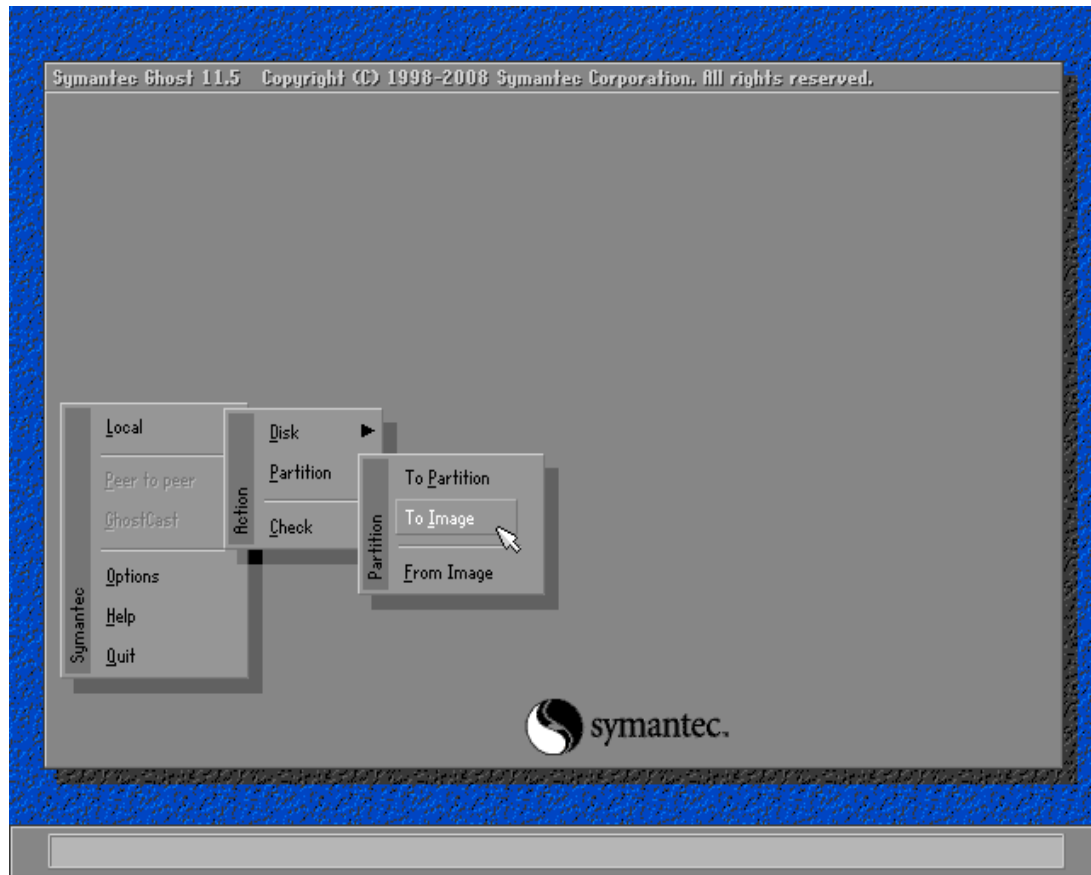 Symantec Ghost 11.5 Copyright (C) 1998-2008 Symantec Corporation. All rights reserved.
Symantec
Local
Peer to peer
GhostCast
Options
Help
Quit
Action
Disk
Partition
Check
Partition
To Partition
To Image
From Image
symantec.